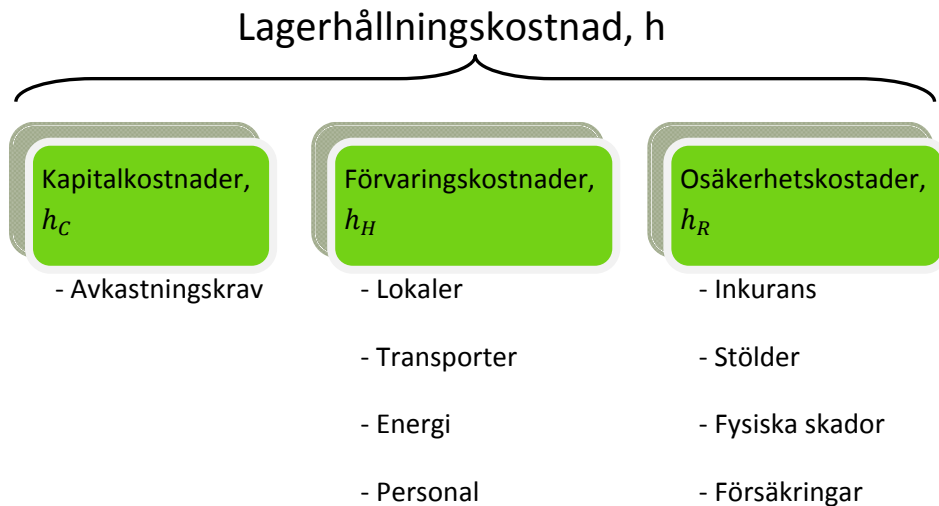 Lagerhållningskostnad, h
Kapitalkostnader,
h_C
- Avkastningskrav
Förvaringskostnader,
h_H
- Lokaler
- Transporter
- Energi
- Personal
Osäkerhetskostader,
h_R
- Inkurans
- Stölder
- Fysiska skador
- Försäkringar